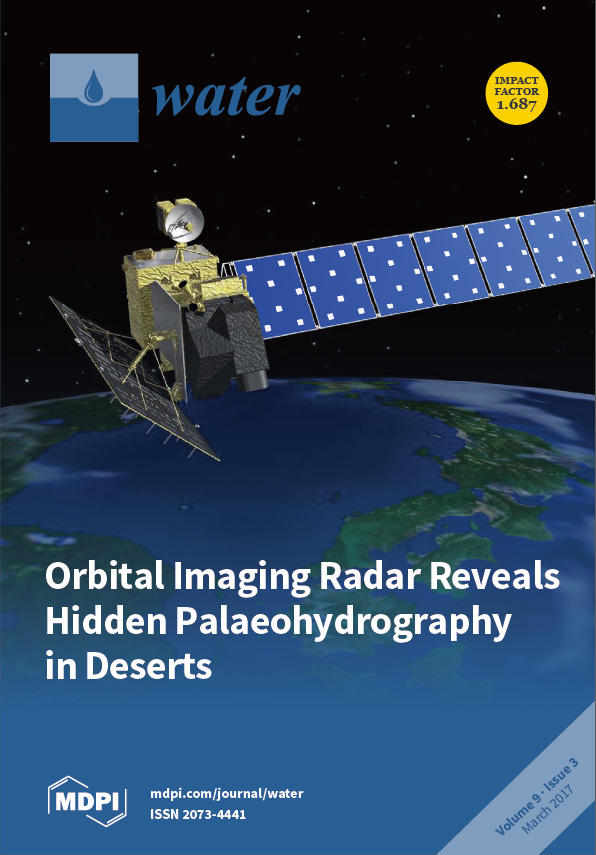 water
IMPACT
FACTOR
1.687
Orbital Imaging Radar Reveals
Hidden Palaeohydrography
in Deserts
MDPI
mdpi.com/journal/water
ISSN 2073-4441
Volume 9 · Issue 3
March 2017